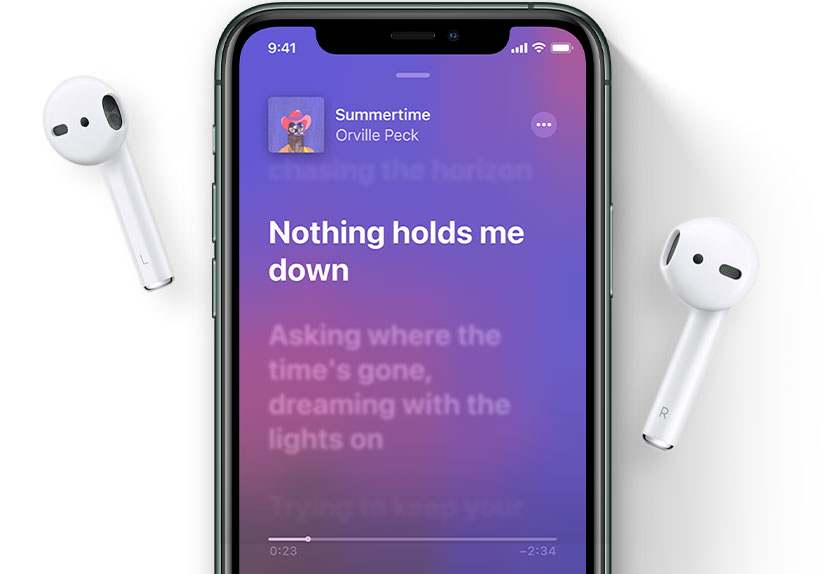 9:41
Summertime
Orville Peck
chasing the horizon
Nothing holds me
down
Asking where the
time's gone,
dreaming with the
lights on
Trying to keep your
0:23
−2:34
L
R